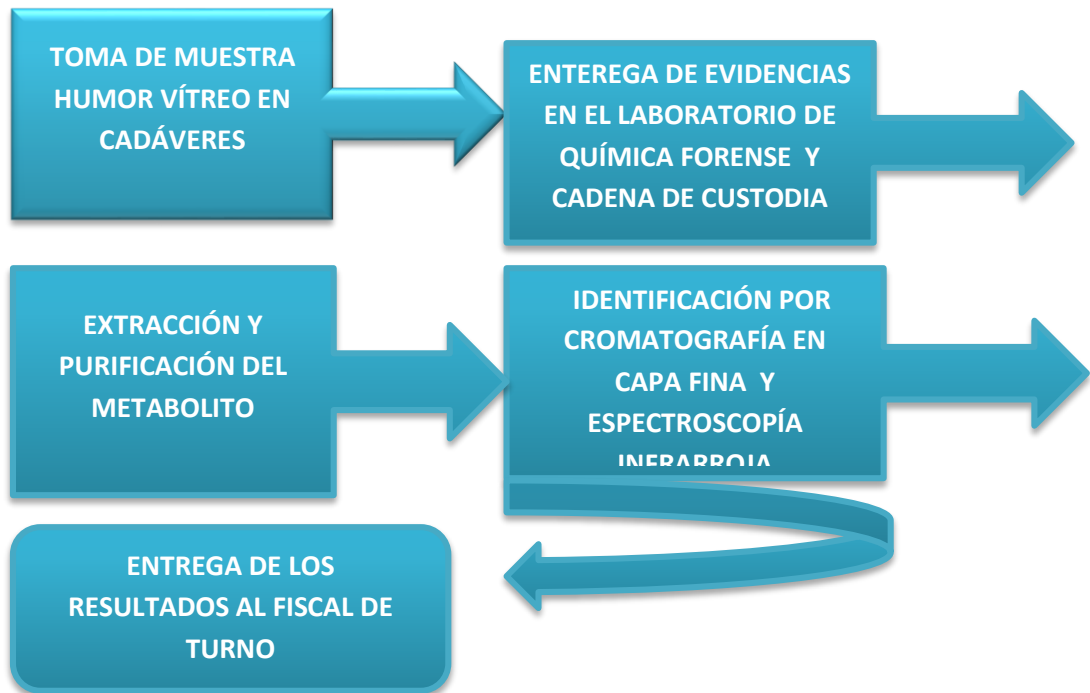 TOMA DE MUESTRA
HUMOR VÍTREO EN
CADÁVERES
ENTEREGA DE EVIDENCIAS
EN EL LABORATORIO DE
QUÍMICA FORENSE Y
CADENA DE CUSTODIA
EXTRACCIÓN Y
PURIFICACIÓN DEL
METABOLITO
IDENTIFICACIÓN POR
CROMATOGRAFÍA EN
CAPA FINA Y
ESPECTROSCOPÍA
INFRARROJA
ENTREGA DE LOS
RESULTADOS AL FISCAL DE
TURNO